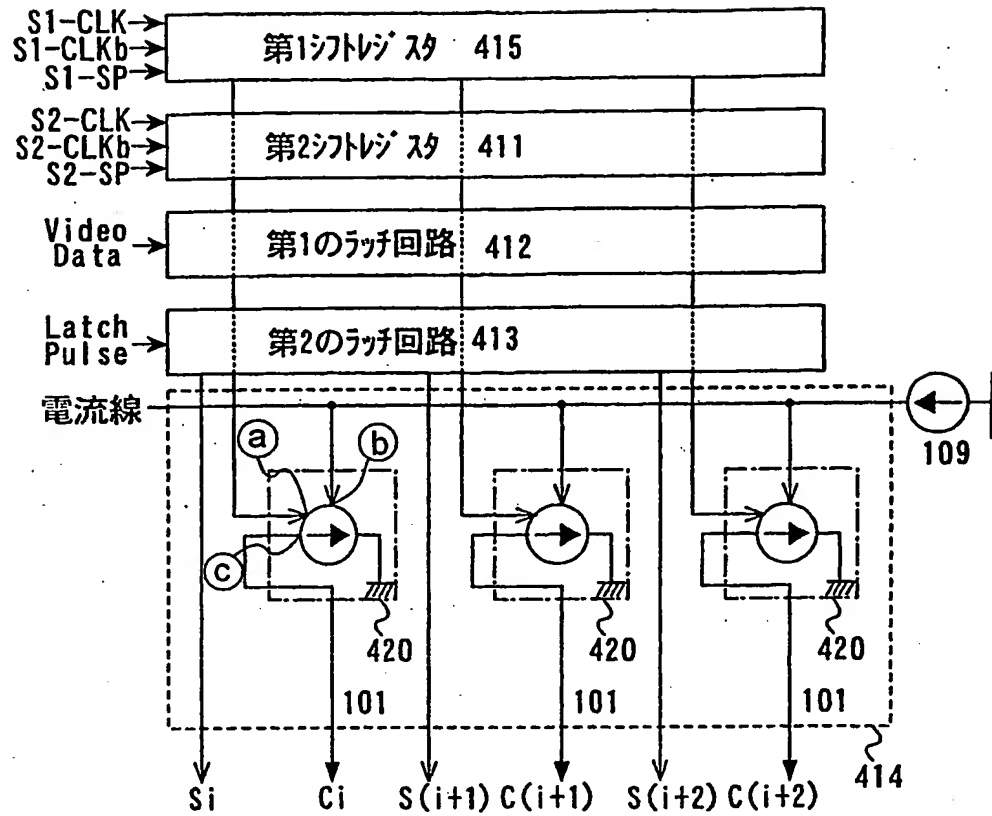 S1-CLK
S1-CLKb
S1-SP
第1シフトレジスタ 415
S2-CLK
S2-CLKb
S2-SP
第2シフトレジスタ 411
Video
Data
第1のラッチ回路 412
Latch
Pulse
第2のラッチ回路 413
電流線
109
a
b
c
420
420
420
101
101
101
414
Si
Ci
S(i+1)
C(i+1)
S(i+2)
C(i+2)